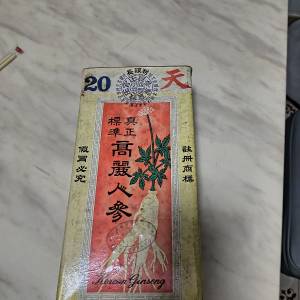 20 天
真正
標準
高麗人參
註冊商標
假冒必究
Korean Ginseng